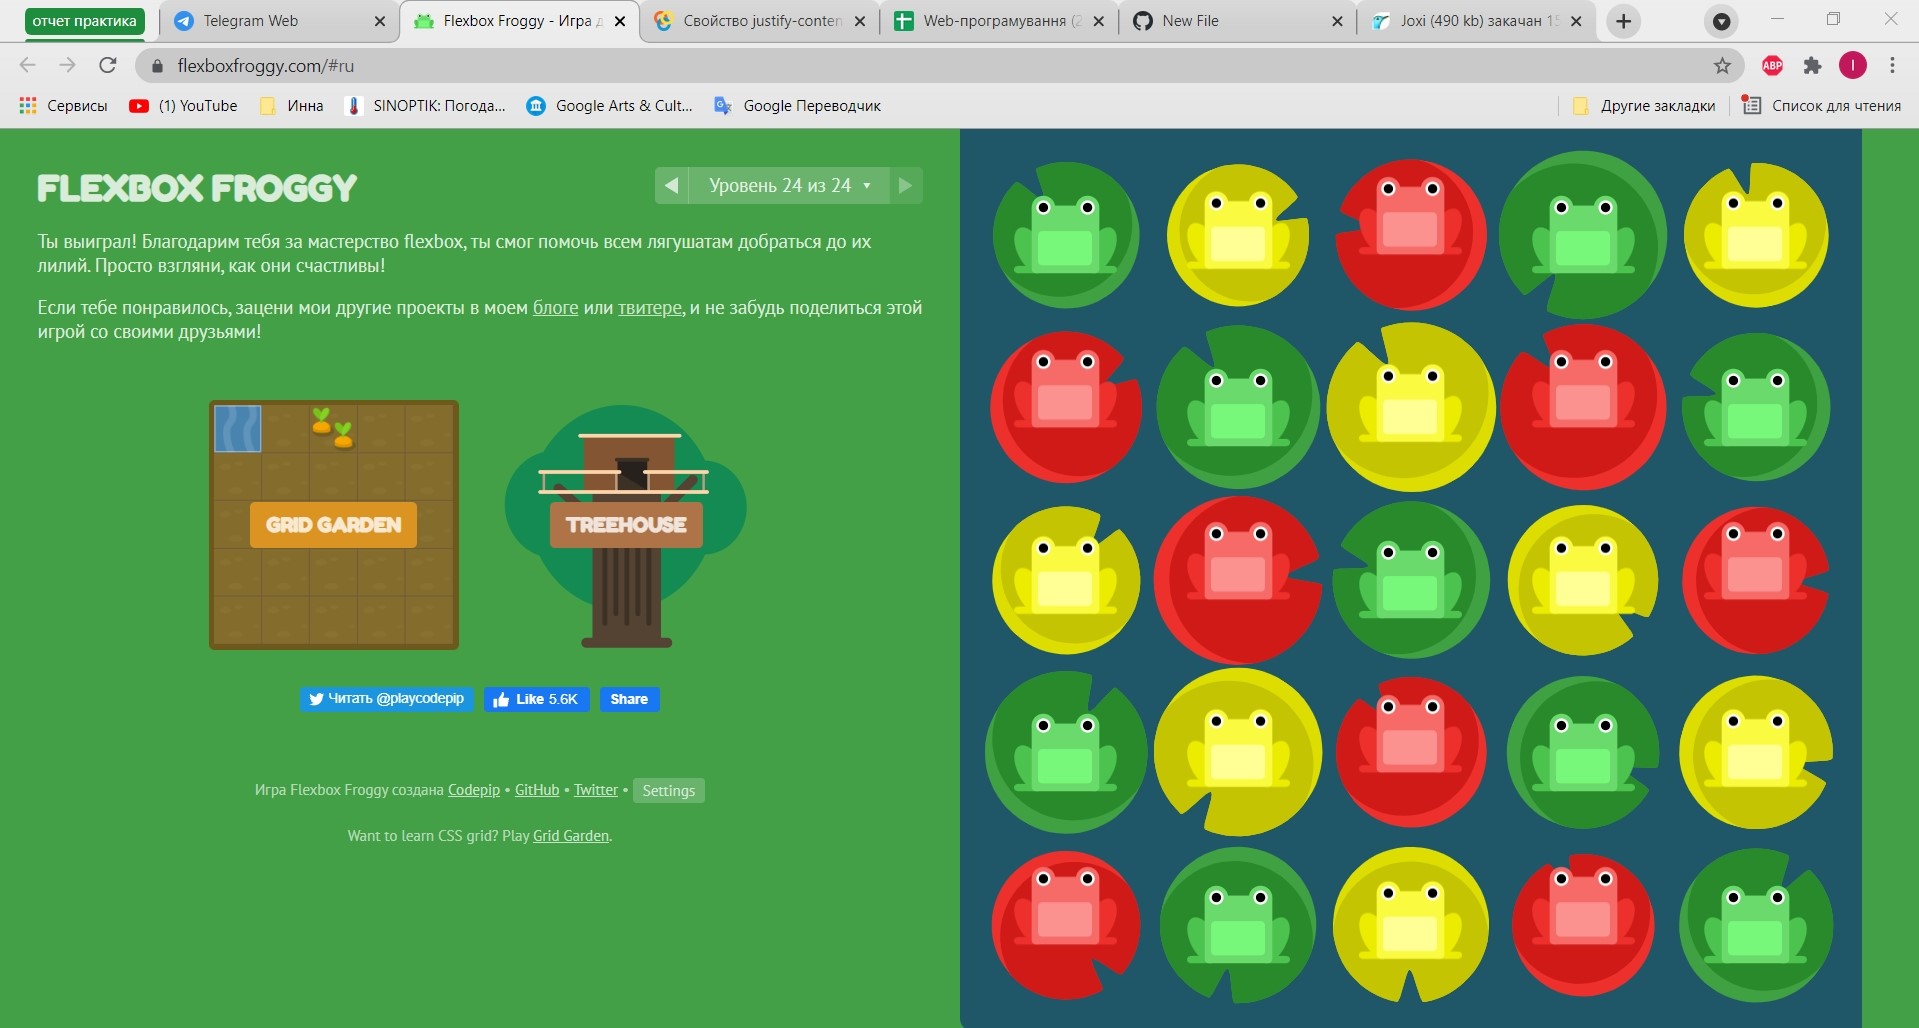 отчет практика
Telegram Web
Flexbox Froggy - Игра д
Свойство justify-conten
Web-програмування (2
New File
Joxi (490 kb) закачан 15
flexboxfroggy.com/#ru
ABP
I
Сервисы
(1) YouTube
Инна
SINOPTIK: Погода...
Google Arts & Cult...
Google Переводчик
Другие закладки
Список для чтения
FLEXBOX FROGGY
Уровень 24 из 24
Ты выиграл! Благодарим тебя за мастерство flexbox, ты смог помочь всем лягушатам добраться до их
лилий. Просто взгляни, как они счастливы!
Если тебе понравилось, зацени мои другие проекты в моем блоге или твитере, и не забудь поделиться этой
игрой со своими друзьями!
GRID GARDEN
TREEHOUSE
Читать @playcodepip
Like 5.6K
Share
Игра Flexbox Froggy создана Codepip • GitHub • Twitter • Settings
Want to learn CSS grid? Play Grid Garden.